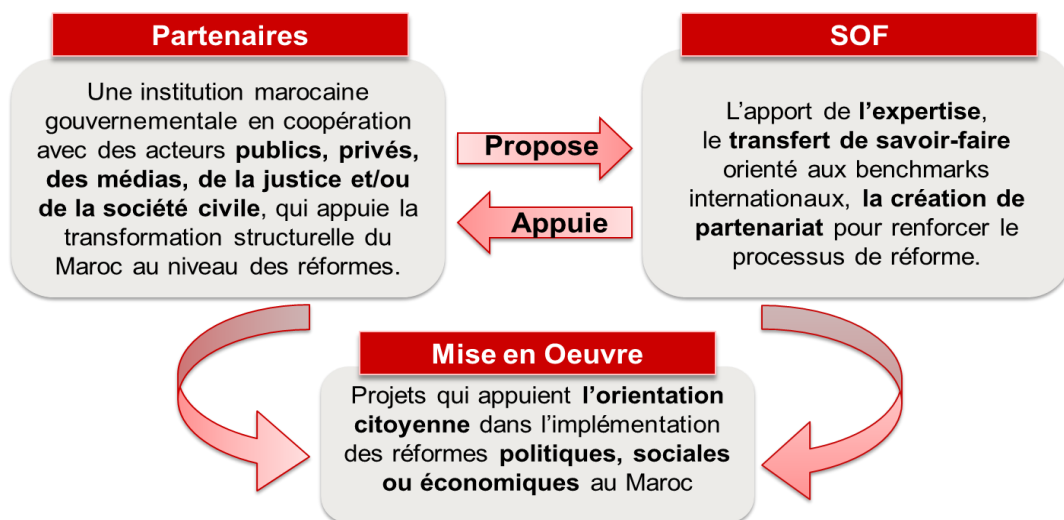 Partenaires
Une institution marocaine
gouvernementale en coopération
avec des acteurs publics, privés,
des médias, de la justice et/ou
de la société civile, qui appuie la
transformation structurelle du
Maroc au niveau des réformes.
Propose
Appuie
SOF
L’apport de l’expertise,
le transfert de savoir-faire
orienté aux benchmarks
internationaux, la création de
partenariat pour renforcer le
processus de réforme.
Mise en Oeuvre
Projets qui appuient l’orientation
citoyenne dans l’implémentation
des réformes politiques, sociales
ou économiques au Maroc